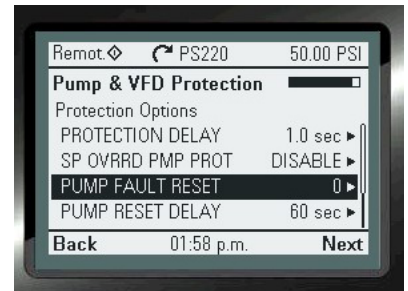 Remot. PS220 50.00 PSI
Pump & VFD Protection
Protection Options
PROTECTION DELAY 1.0 sec
SP OVRRD PMP PROT DISABLE
PUMP FAULT RESET 0
PUMP RESET DELAY 60 sec
Back 01:58 p.m. Next